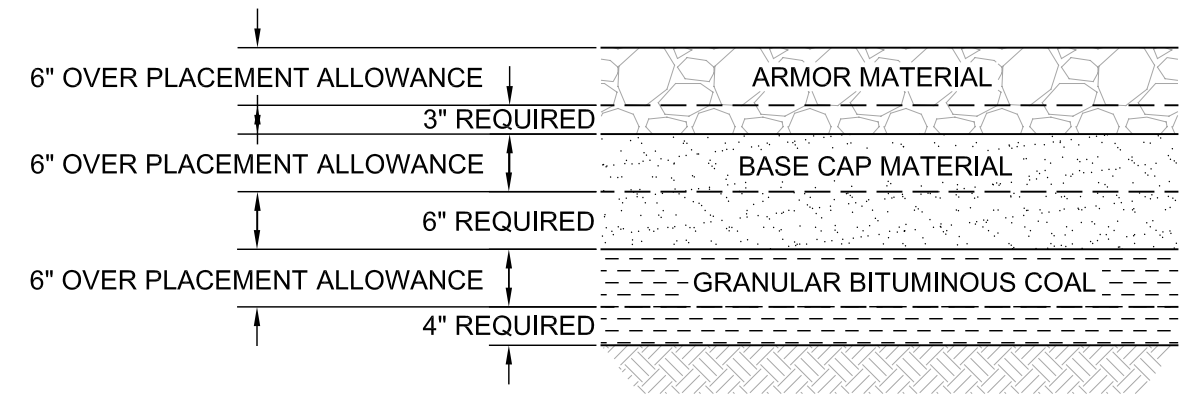 6" OVER PLACEMENT ALLOWANCE
ARMOR MATERIAL
3" REQUIRED
6" OVER PLACEMENT ALLOWANCE
BASE CAP MATERIAL
6" REQUIRED
6" OVER PLACEMENT ALLOWANCE
GRANULAR BITUMINOUS COAL
4" REQUIRED